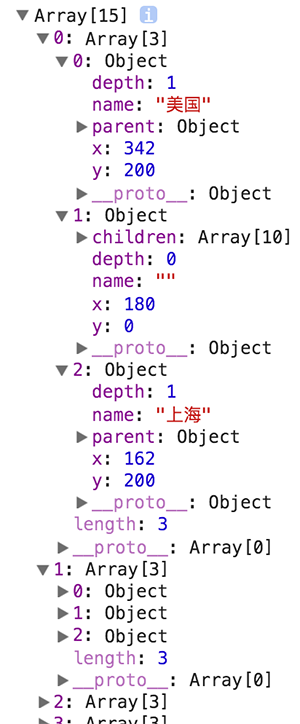 Array[15] i
0: Array[3]
0: Object
depth: 1
name: "美国"
parent: Object
x: 342
y: 200
__proto__: Object
1: Object
children: Array[10]
depth: 0
name: ""
x: 180
y: 0
__proto__: Object
2: Object
depth: 1
name: "上海"
parent: Object
x: 162
y: 200
__proto__: Object
length: 3
__proto__: Array[0]
1: Array[3]
0: Object
1: Object
2: Object
length: 3
__proto__: Array[0]
2: Array[3]
3: Array[3]